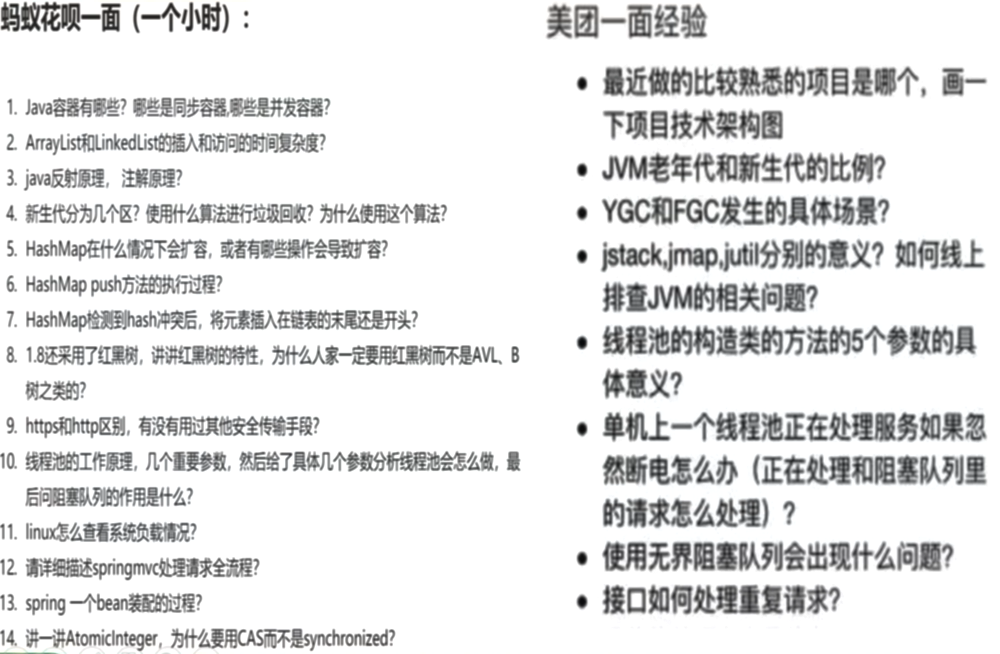 蚂蚁花呗一面（一个小时）：
1. Java容器有哪些？哪些是同步容器,哪些是并发容器？
2. ArrayList和LinkedList的插入和访问的时间复杂度？
3. java反射原理，注解原理？
4. 新生代分为几个区？使用什么算法进行垃圾回收？为什么使用这个算法？
5. HashMap在什么情况下会扩容，或者有哪些操作会导致扩容？
6. HashMap push方法的执行过程？
7. HashMap检测到hash冲突后，将元素插入在链表的末尾还是开头？
8. 1.8还采用了红黑树，讲讲红黑树的特性，为什么人家一定要用红黑树而不是AVL、B
树之类的？
9. https和http区别，有没有用过其他安全传输手段？
10. 线程池的工作原理，几个重要参数，然后给了具体几个参数分析线程池会怎么做，最
后问阻塞队列的作用是什么？
11. linux怎么查看系统负载情况？
12. 请详细描述springmvc处理请求全流程？
13. spring 一个bean装配的过程？
14. 讲一讲AtomicInteger，为什么要用CAS而不是synchronized？
美团一面经验
• 最近做的比较熟悉的项目是哪个，画一
下项目技术架构图
• JVM老年代和新生代的比例？
• YGC和FGC发生的具体场景？
• jstack,jmap,jutil分别的意义？如何线上
排查JVM的相关问题？
• 线程池的构造类的方法的5个参数的具
体意义？
• 单机上一个线程池正在处理服务如果忽
然断电怎么办（正在处理和阻塞队列里
的请求怎么处理）？
• 使用无界阻塞队列会出现什么问题？
• 接口如何处理重复请求？